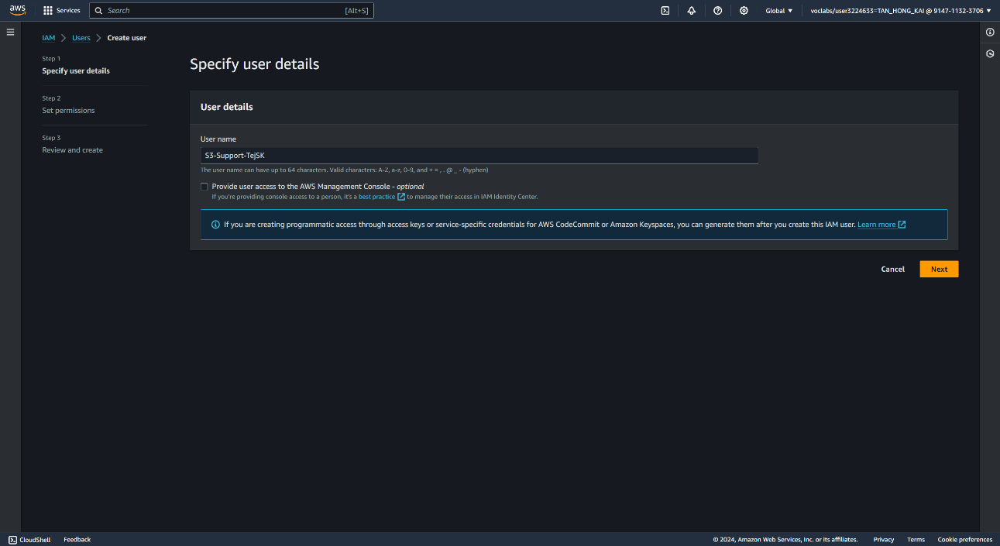 aws
Services
Search
[Alt+S]
Global
voclabs/user3224633=TAN_HONG_KAI @ 9147-1132-3706
IAM
Users
Create user
Step 1
Specify user details
Step 2
Set permissions
Step 3
Review and create
Specify user details
User details
User name
S3-Support-TejSK
The user name can have up to 64 characters. Valid characters: A-Z, a-z, 0-9, and + = , . @ _ - (hyphen)
Provide user access to the AWS Management Console - optional
If you're providing console access to a person, it's a best practice to manage their access in IAM Identity Center.
If you are creating programmatic access through access keys or service-specific credentials for AWS CodeCommit or Amazon Keyspaces, you can generate them after you create this IAM user. Learn more
Cancel
Next
CloudShell
Feedback
© 2024, Amazon Web Services, Inc. or its affiliates.
Privacy
Terms
Cookie preferences